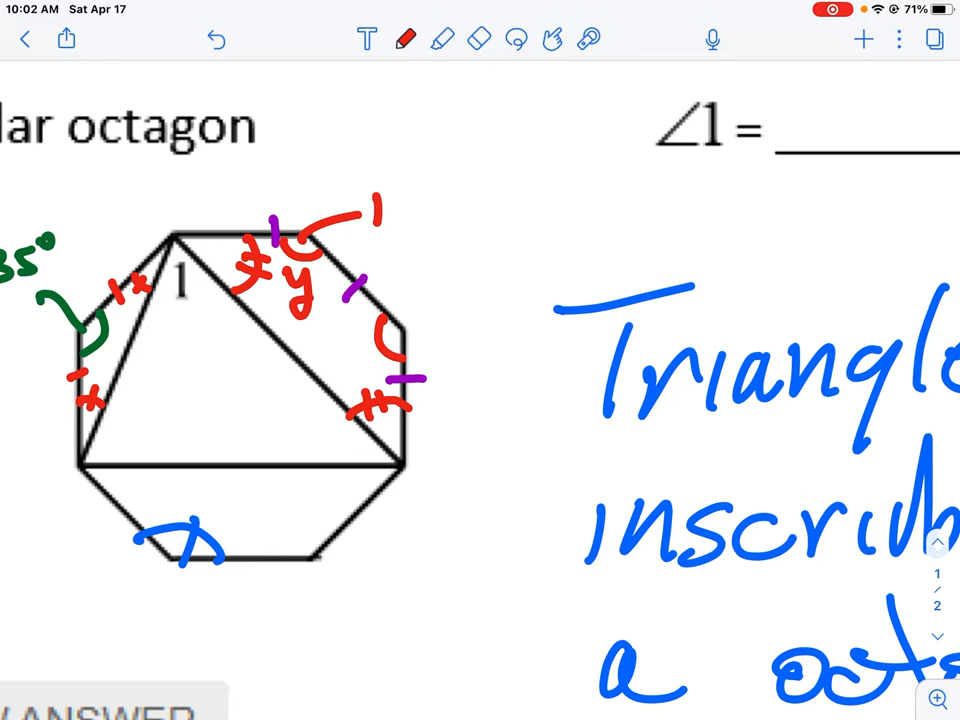 10:02 AM Sat Apr 17
71%
lar octagon
∠1 = ______
35°
1
1
y
Triangle
inscrib
a octa
1
/
2
ANSWER